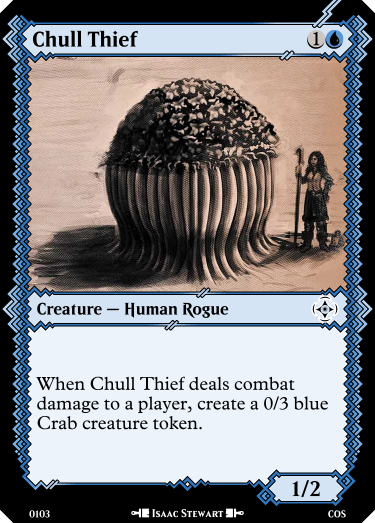 Chull Thief 1
Creature — Human Rogue
When Chull Thief deals combat
damage to a player, create a 0/3 blue
Crab creature token.
1/2
0103 Isaac Stewart COS